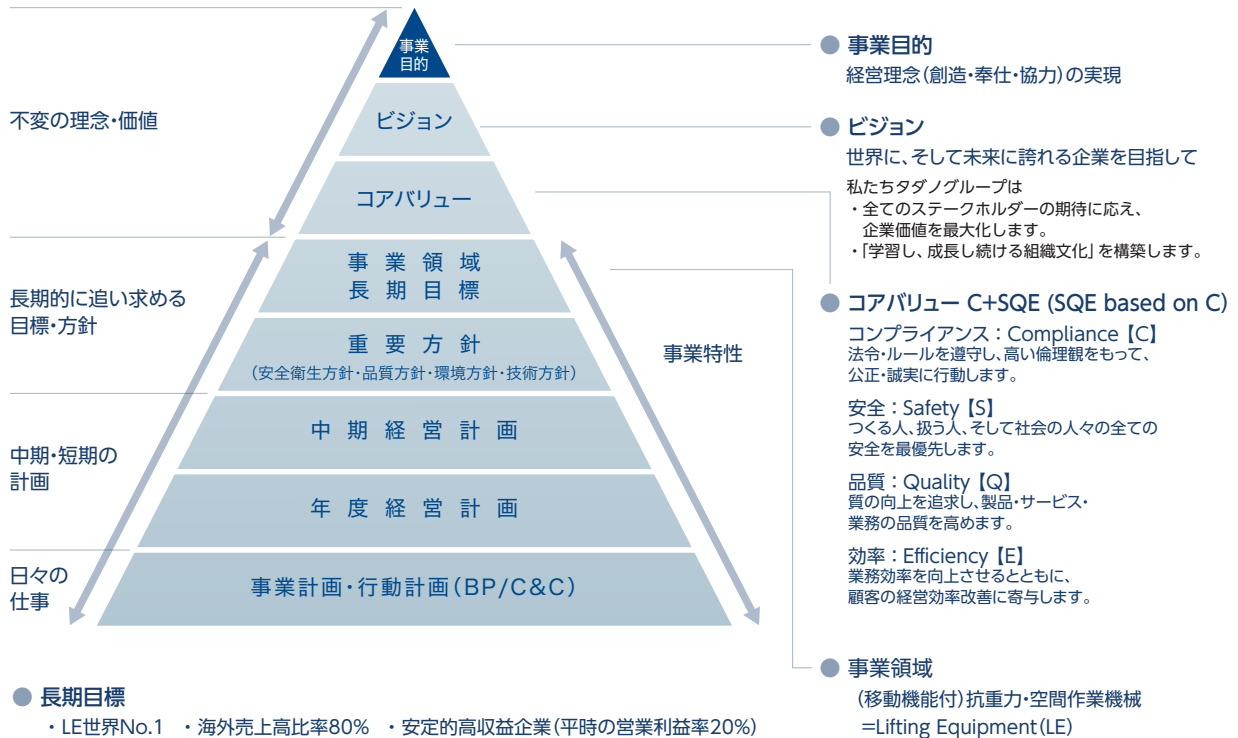 事業
目的
ビジョン
コアバリュー
事業領域
長期目標
重要方針
(安全衛生方針・品質方針・環境方針・技術方針)
中期経営計画
年度経営計画
事業計画・行動計画(BP/C&C)
不変の理念・価値
長期的に追い求める
目標・方針
中期・短期の
計画
日々の
仕事
事業特性
● 事業目的
経営理念(創造・奉仕・協力)の実現
● ビジョン
世界に、そして未来に誇れる企業を目指して
私たちタダノグループは
・全てのステークホルダーの期待に応え、
企業価値を最大化します。
・「学習し、成長し続ける組織文化」を構築します。
● コアバリュー C+SQE (SQE based on C)
コンプライアンス:Compliance【C】
法令・ルールを遵守し、高い倫理観をもって、
公正・誠実に行動します。
安全:Safety【S】
つくる人、扱う人、そして社会の人々の全ての
安全を最優先します。
品質:Quality【Q】
質の向上を追求し、製品・サービス・
業務の品質を高めます。
効率:Efficiency【E】
業務効率を向上させるとともに、
顧客の経営効率改善に寄与します。
● 事業領域
(移動機能付)抗重力・空間作業機械
=Lifting Equipment(LE)
● 長期目標
・LE世界No.1 ・海外売上高比率80% ・安定的高収益企業(平時の営業利益率20%)